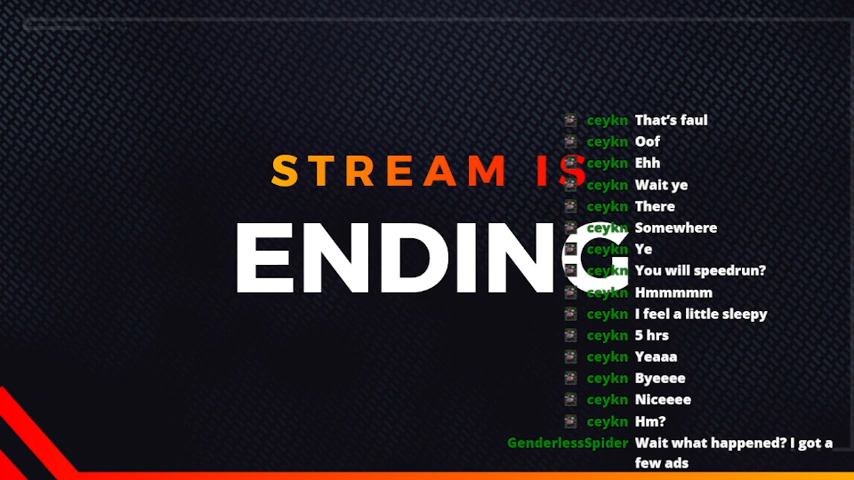 STREAM IS
ENDING
ceykn That's faul
ceykn Oof
ceykn Ehh
ceykn Wait ye
ceykn There
ceykn Somewhere
ceykn Ye
ceykn You will speedrun?
ceykn Hmmmmm
ceykn I feel a little sleepy
ceykn 5 hrs
ceykn Yeaaa
ceykn Byeeee
ceykn Niceeee
ceykn Hm?
GenderlessSpider Wait what happened? I got a
few ads